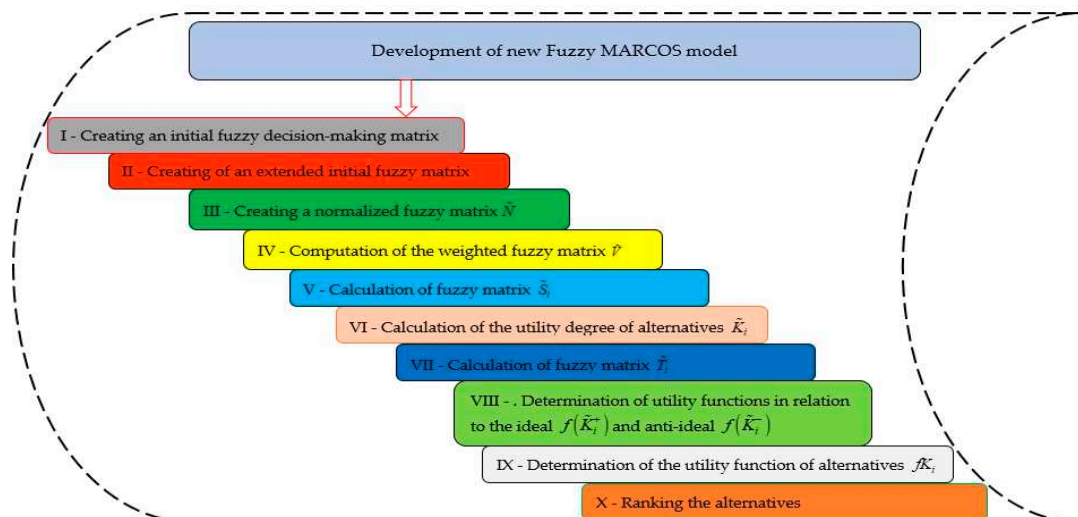 Development of new Fuzzy MARCOS model
I - Creating an initial fuzzy decision-making matrix
II - Creating of an extended initial fuzzy matrix
III - Creating a normalized fuzzy matrix Ñ
IV - Computation of the weighted fuzzy matrix Ṽ
V - Calculation of fuzzy matrix S̃ᵢ
VI - Calculation of the utility degree of alternatives K̃ᵢ
VII - Calculation of fuzzy matrix T̃ᵢ
VIII - . Determination of utility functions in relation
to the ideal f(K̃ᵢ⁺) and anti-ideal f(K̃ᵢ⁻)
IX - Determination of the utility function of alternatives fKᵢ
X - Ranking the alternatives